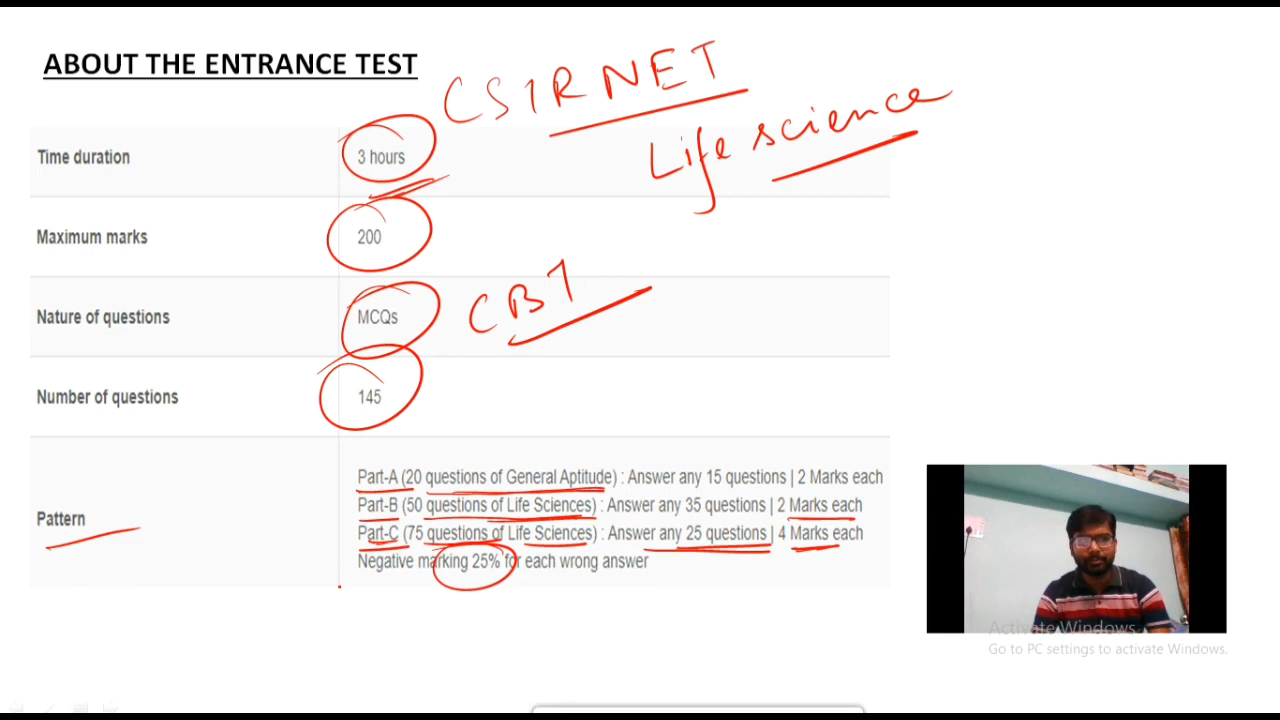 ABOUT THE ENTRANCE TEST
CSIR NET
Life science
Time duration
3 hours
Maximum marks
200
Nature of questions
MCQs
CBT
Number of questions
145
Pattern
Part-A (20 questions of General Aptitude) : Answer any 15 questions | 2 Marks each
Part-B (50 questions of Life Sciences) : Answer any 35 questions | 2 Marks each
Part-C (75 questions of Life Sciences) : Answer any 25 questions | 4 Marks each
Negative marking 25% for each wrong answer
Activate Windows
Go to PC settings to activate Windows.